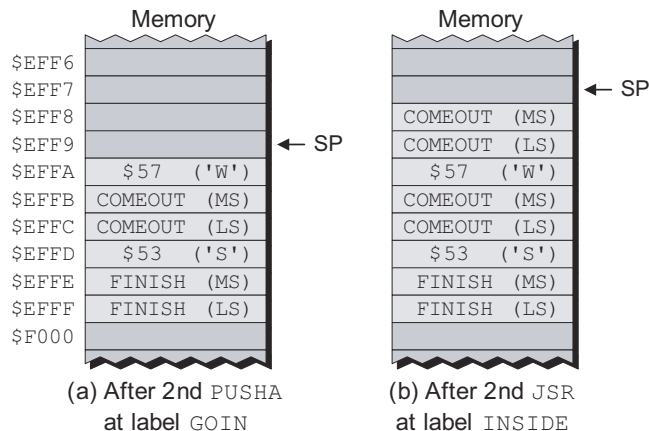 Memory
$EFF6
$EFF7
$EFF8
$EFF9
$EFFA
$EFFB
$EFFC
$EFFD
$EFFE
$EFFF
$F000
SP
$57 ('W')
COMEOUT (MS)
COMEOUT (LS)
$53 ('S')
FINISH (MS)
FINISH (LS)
(a) After 2nd PUSHA
at label GOIN
Memory
SP
COMEOUT (MS)
COMEOUT (LS)
$57 ('W')
COMEOUT (MS)
COMEOUT (LS)
$53 ('S')
FINISH (MS)
FINISH (LS)
(b) After 2nd JSR
at label INSIDE